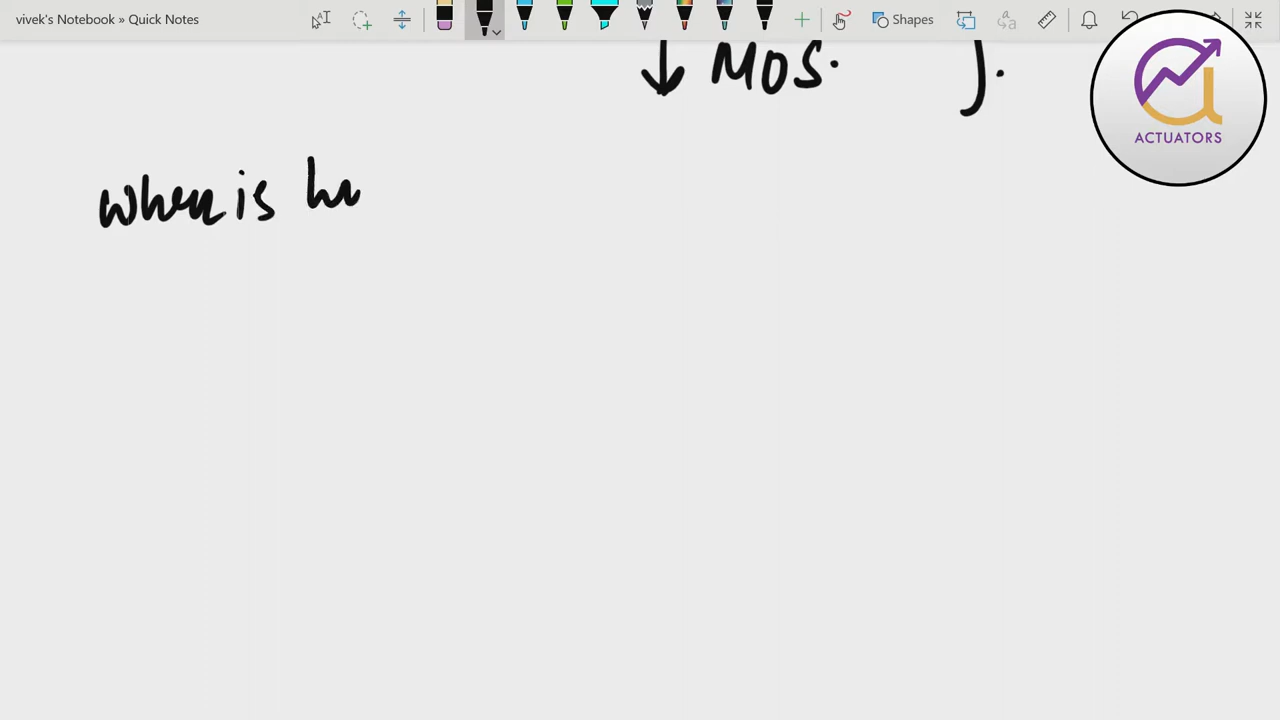 vivek's Notebook » Quick Notes
Shapes
↓ MOS.
ACTUATORS
when is